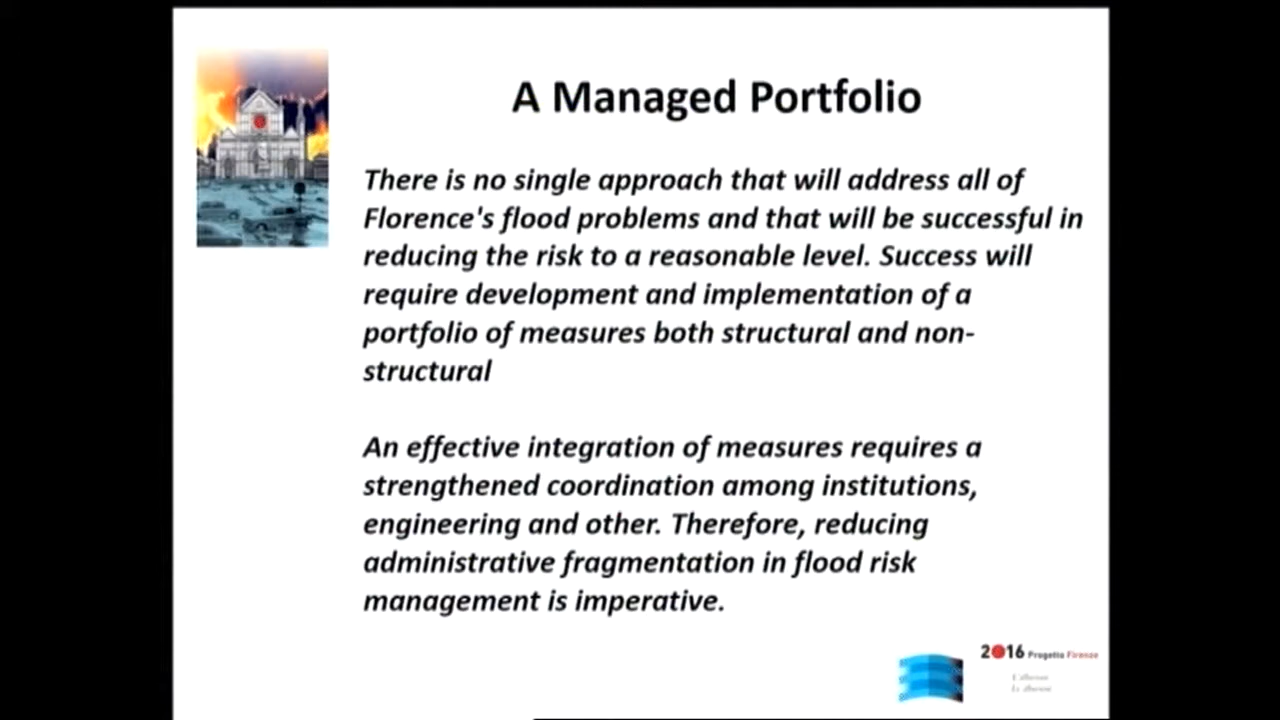 A Managed Portfolio
There is no single approach that will address all of
Florence's flood problems and that will be successful in
reducing the risk to a reasonable level. Success will
require development and implementation of a
portfolio of measures both structural and non-
structural
An effective integration of measures requires a
strengthened coordination among institutions,
engineering and other. Therefore, reducing
administrative fragmentation in flood risk
management is imperative.
2016 Progetto Firenze